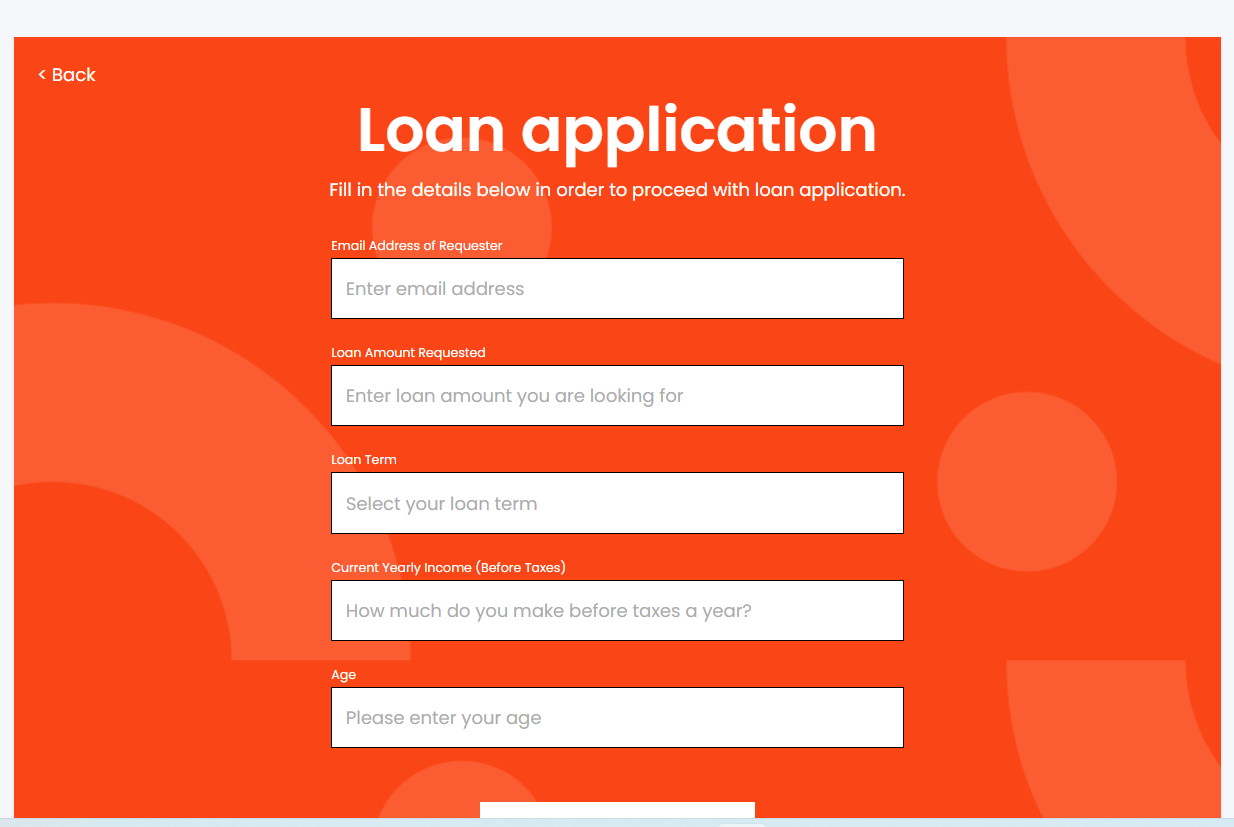 < Back
Loan application
Fill in the details below in order to proceed with loan application.
Email Address of Requester
Enter email address
Loan Amount Requested
Enter loan amount you are looking for
Loan Term
Select your loan term
Current Yearly Income (Before Taxes)
How much do you make before taxes a year?
Age
Please enter your age